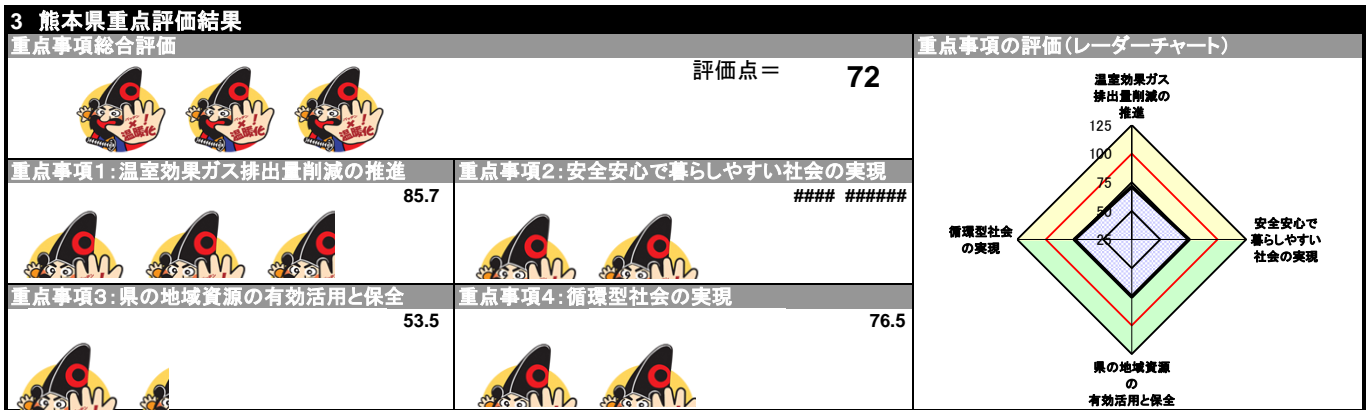 3 熊本県重点評価結果
重点事項総合評価
評価点＝ 72
×！
温暖化
×！
温暖化
×！
温暖化
重点事項1：温室効果ガス排出量削減の推進
85.7
重点事項2：安全安心で暮らしやすい社会の実現
#### ######
重点事項3：県の地域資源の有効活用と保全
53.5
重点事項4：循環型社会の実現
76.5
重点事項の評価（レーダーチャート）
温室効果ガス
排出量削減の
推進
125
100
75
50
25
循環型社会
の実現
安全安心で
暮らしやすい
社会の実現
県の地域資源
の
有効活用と保全